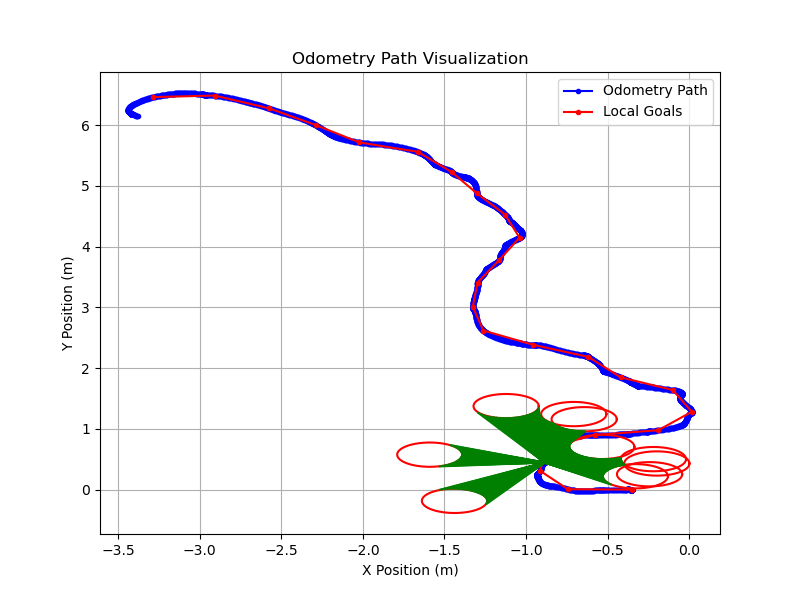 Odometry Path Visualization
Odometry Path
Local Goals
Y Position (m)
6
5
4
3
2
1
0
−3.5 −3.0 −2.5 −2.0 −1.5 −1.0 −0.5 0.0
X Position (m)